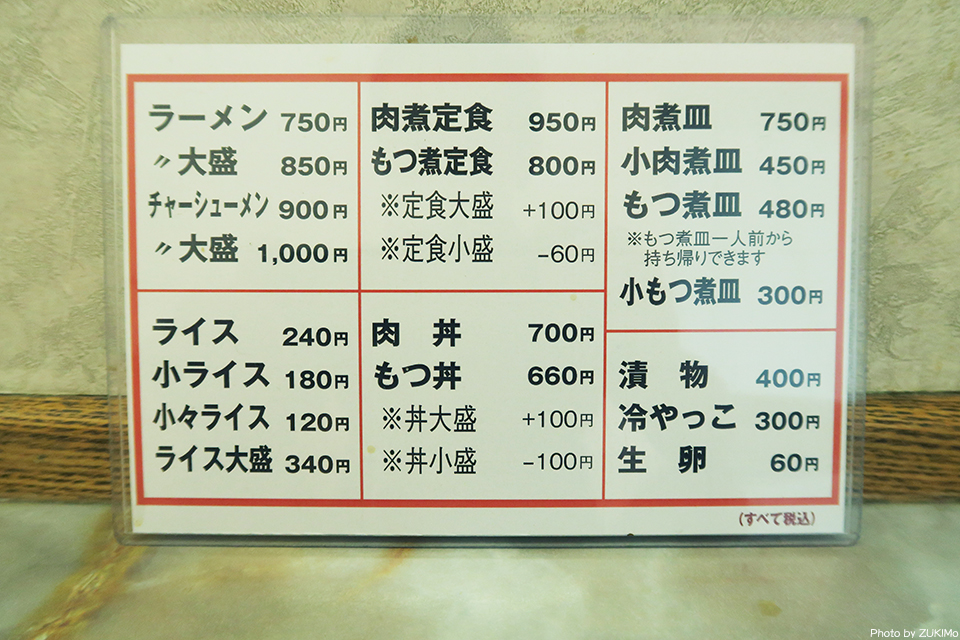 ラーメン 750円
〃大盛 850円
チャーシューメン 900円
〃大盛 1,000円
ライス 240円
小ライス 180円
小々ライス 120円
ライス大盛 340円
肉煮定食 950円
もつ煮定食 800円
※定食大盛 +100円
※定食小盛 -60円
肉 丼 700円
もつ丼 660円
※丼大盛 +100円
※丼小盛 -100円
肉煮皿 750円
小肉煮皿 450円
もつ煮皿 480円
※もつ煮皿一人前から
持ち帰りできます
小もつ煮皿 300円
漬 物 400円
冷やっこ 300円
生 卵 60円
(すべて税込)
Photo by ZUKIMo